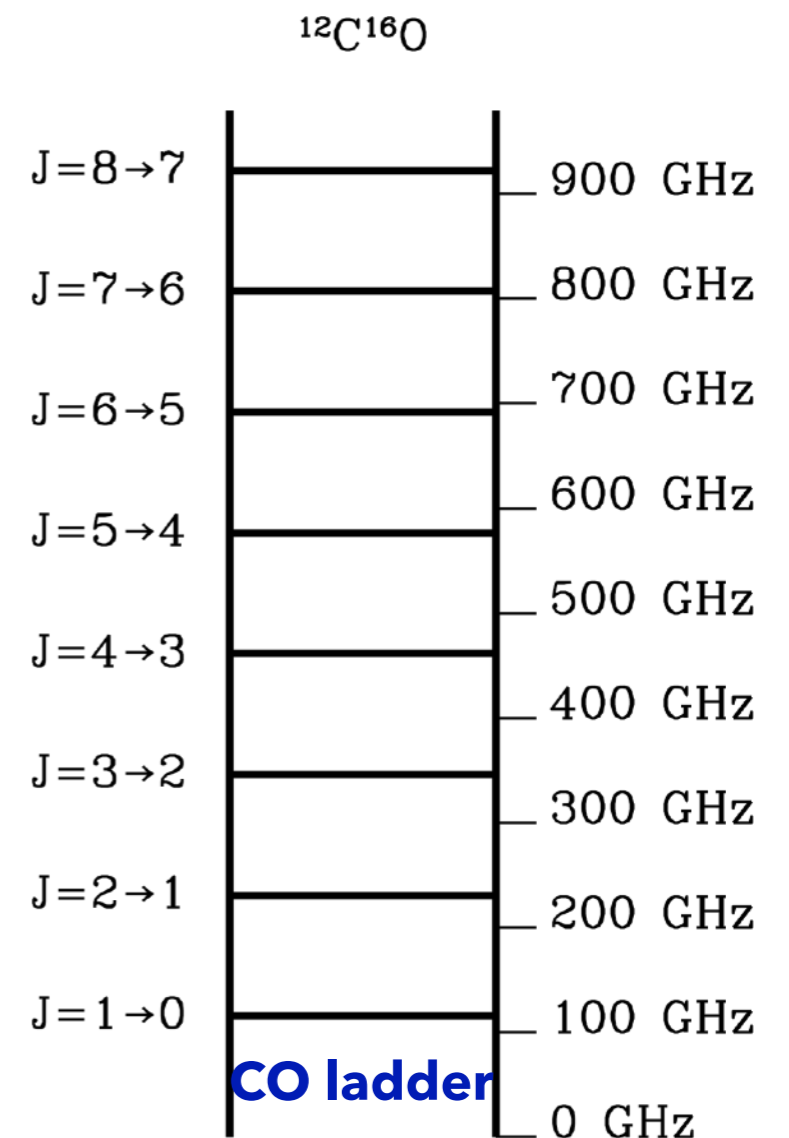 ¹²C¹⁶O
J=8→7
900 GHz
J=7→6
800 GHz
J=6→5
700 GHz
600 GHz
J=5→4
500 GHz
J=4→3
400 GHz
J=3→2
300 GHz
J=2→1
200 GHz
J=1→0
100 GHz
CO ladder
0 GHz